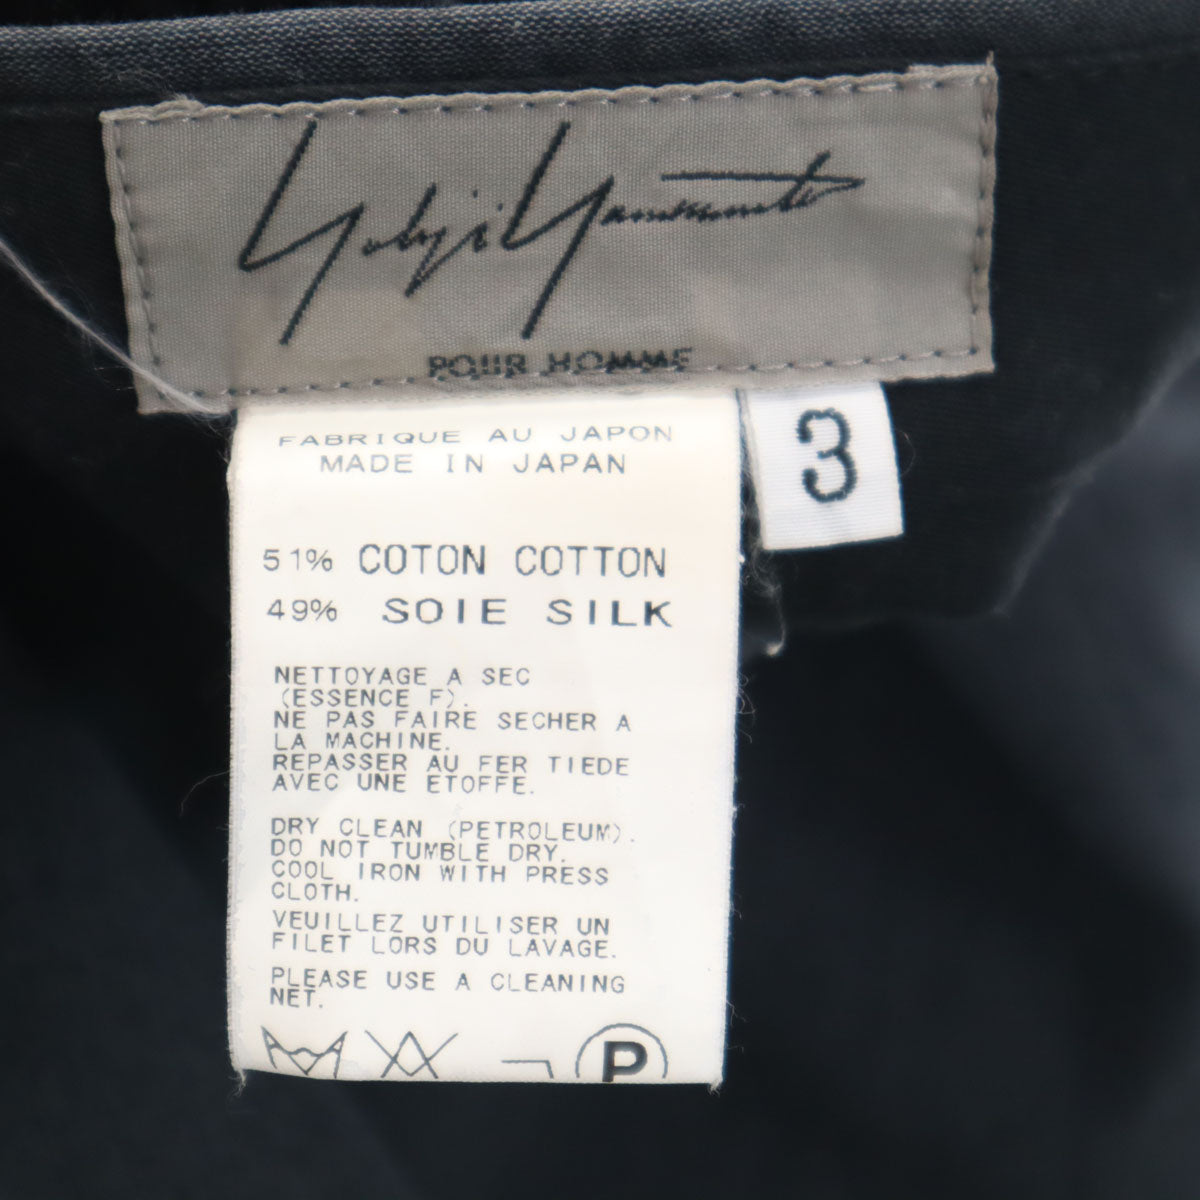 Yohji Yamamoto
POUR HOMME
3
FABRIQUE AU JAPON
MADE IN JAPAN
51% COTON COTTON
49% SOIE SILK
NETTOYAGE A SEC
(ESSENCE F).
NE PAS FAIRE SECHER A
LA MACHINE.
REPASSER AU FER TIEDE
AVEC UNE ETOFFE.
DRY CLEAN (PETROLEUM).
DO NOT TUMBLE DRY.
COOL IRON WITH PRESS
CLOTH.
VEUILLEZ UTILISER UN
FILET LORS DU LAVAGE.
PLEASE USE A CLEANING
NET.
P